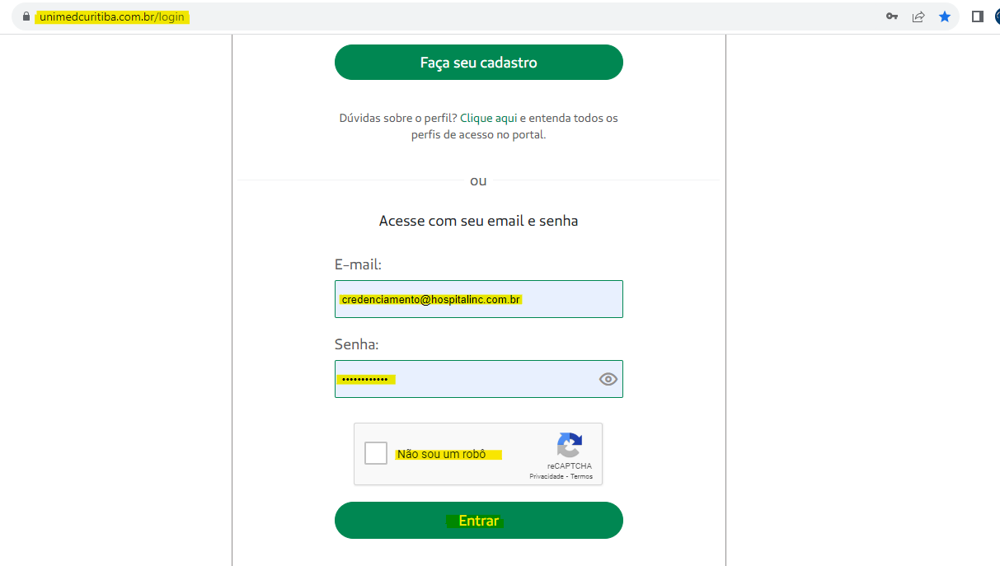 unimedcuritiba.com.br/login
Faça seu cadastro
Dúvidas sobre o perfil? Clique aqui e entenda todos os
perfis de acesso no portal.
ou
Acesse com seu email e senha
E-mail:
credenciamento@hospitalinc.com.br
Senha:
••••••••••••
Não sou um robô
reCAPTCHA
Privacidade - Termos
Entrar